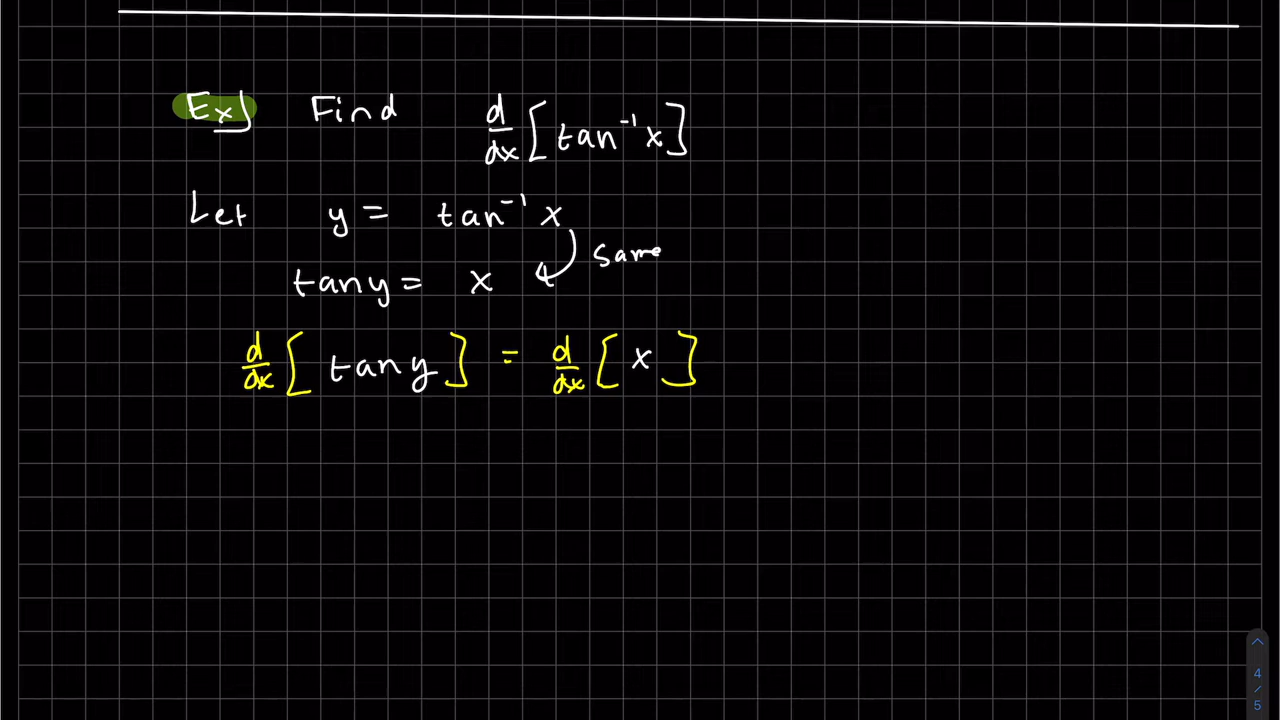 Ex) Find d/dx [tan⁻¹ x]
Let y = tan⁻¹ x
same
tan y = x
d/dx [tan y] = d/dx [x]
4
/
5